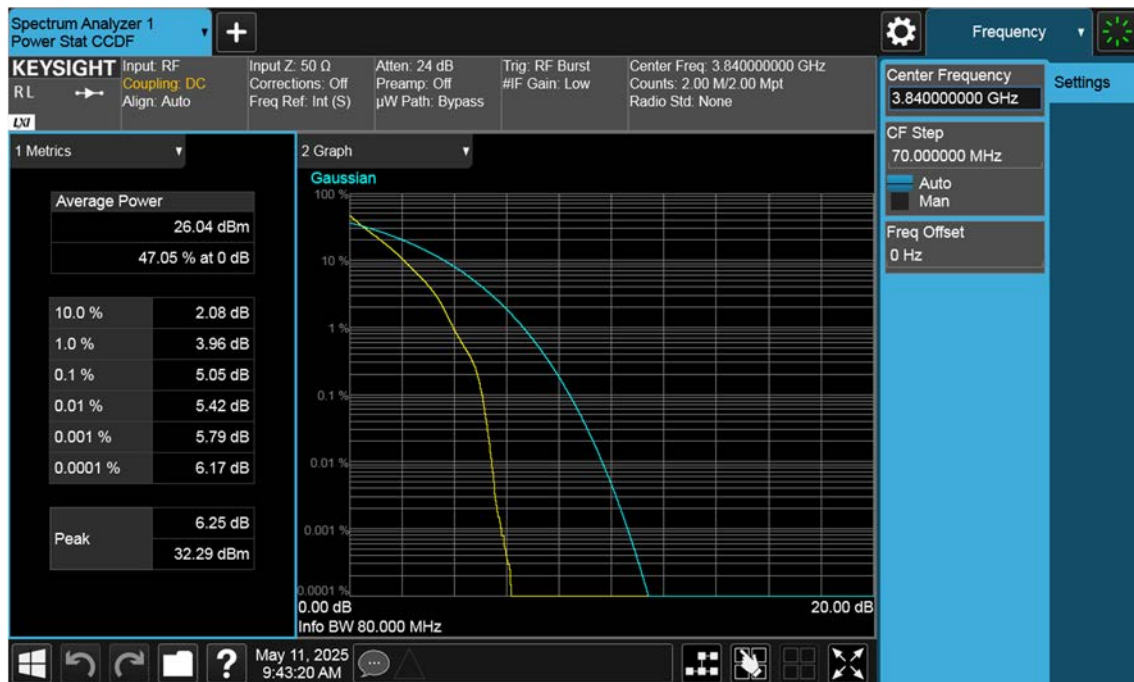 Spectrum Analyzer 1
Power Stat CCDF
Frequency
KEYSIGHT
RL
LXI
Input: RF
Coupling: DC
Align: Auto
Input Z: 50 Ω
Corrections: Off
Freq Ref: Int (S)
Atten: 24 dB
Preamp: Off
µW Path: Bypass
Trig: RF Burst
#IF Gain: Low
Center Freq: 3.840000000 GHz
Counts: 2.00 M/2.00 Mpt
Radio Std: None
Center Frequency
3.840000000 GHz
Settings
CF Step
70.000000 MHz
Auto
Man
Freq Offset
0 Hz
1 Metrics
Average Power
26.04 dBm
47.05 % at 0 dB
10.0 % 2.08 dB
1.0 % 3.96 dB
0.1 % 5.05 dB
0.01 % 5.42 dB
0.001 % 5.79 dB
0.0001 % 6.17 dB
Peak
6.25 dB
32.29 dBm
2 Graph
Gaussian
100 %
10 %
1 %
0.1 %
0.01 %
0.001 %
0.0001 %
0.00 dB 20.00 dB
Info BW 80.000 MHz
?
May 11, 2025
9:43:20 AM